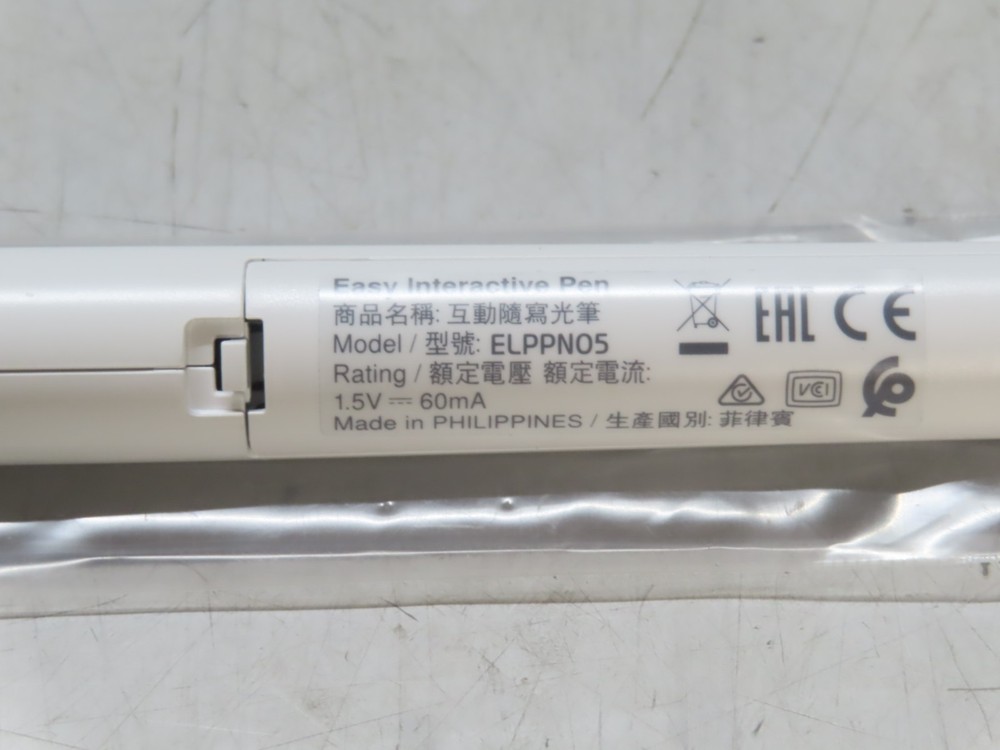 Easy Interactive Pen
商品名稱: 互動隨寫光筆
Model / 型號: ELPPN05
Rating / 額定電壓 額定電流:
1.5V ⎓ 60mA
Made in PHILIPPINES / 生產國別: 菲律賓
EAC CE
VCCI